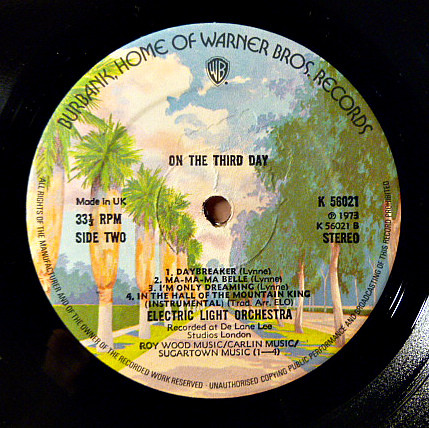 BURBANK, HOME OF WARNER BROS. RECORDS
WB
ON THE THIRD DAY
Made in UK
33⅓ RPM
SIDE TWO
K 56021
℗ 1973
K 56021 B
STEREO
1. DAYBREAKER (Lynne)
2. MA-MA-MA BELLE (Lynne)
3. I'M ONLY DREAMING (Lynne)
4. IN THE HALL OF THE MOUNTAIN KING
(INSTRUMENTAL) (Trad. Arr. ELO)
ELECTRIC LIGHT ORCHESTRA
Recorded at De Lane Lee
Studios London
ROY WOOD MUSIC/CARLIN MUSIC/
SUGARTOWN MUSIC (1—4)
ALL RIGHTS OF THE MANUFACTURER AND OF THE OWNER OF THE RECORDED WORK RESERVED - UNAUTHORISED COPYING PUBLIC PERFORMANCE AND BROADCASTING OF THIS RECORD PROHIBITED